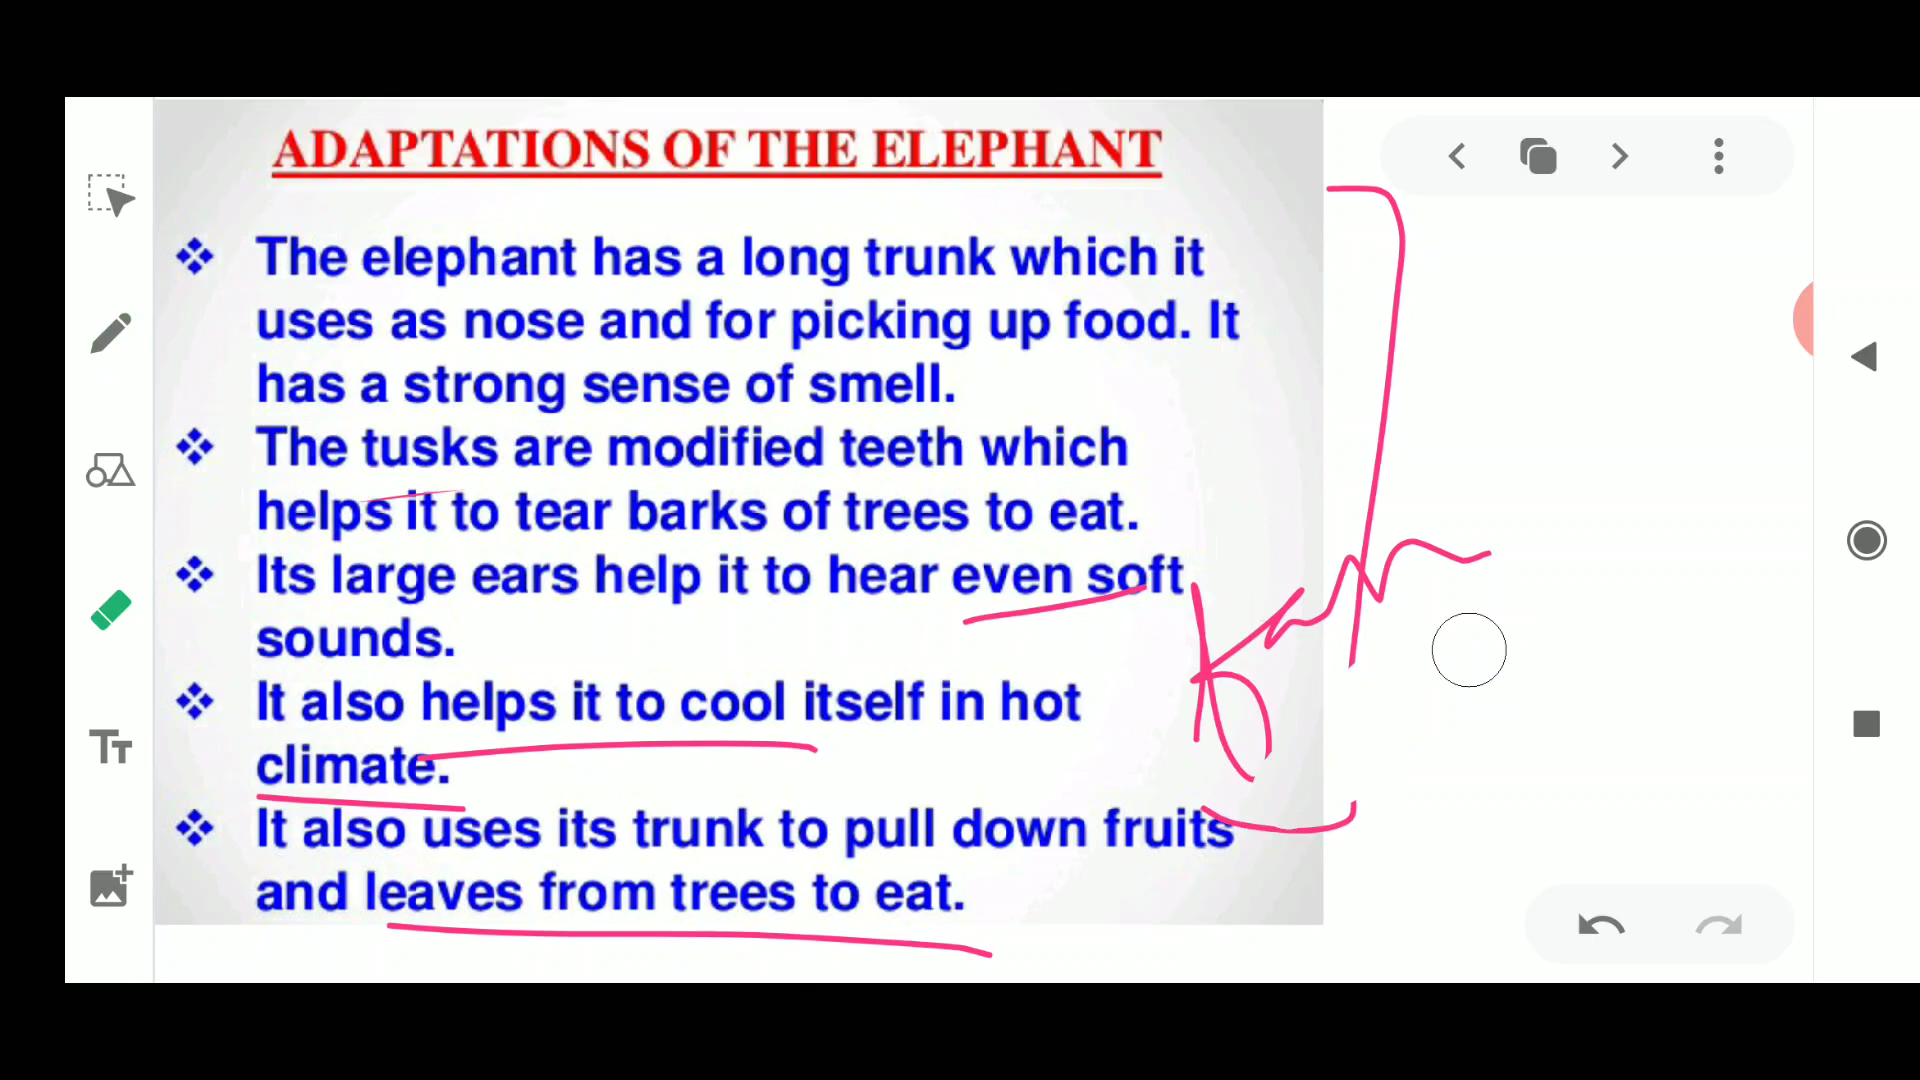 ADAPTATIONS OF THE ELEPHANT
❖ The elephant has a long trunk which it
uses as nose and for picking up food. It
has a strong sense of smell.
❖ The tusks are modified teeth which
helps it to tear barks of trees to eat.
❖ Its large ears help it to hear even soft
sounds.
❖ It also helps it to cool itself in hot
climate.
❖ It also uses its trunk to pull down fruits
and leaves from trees to eat.
Tт